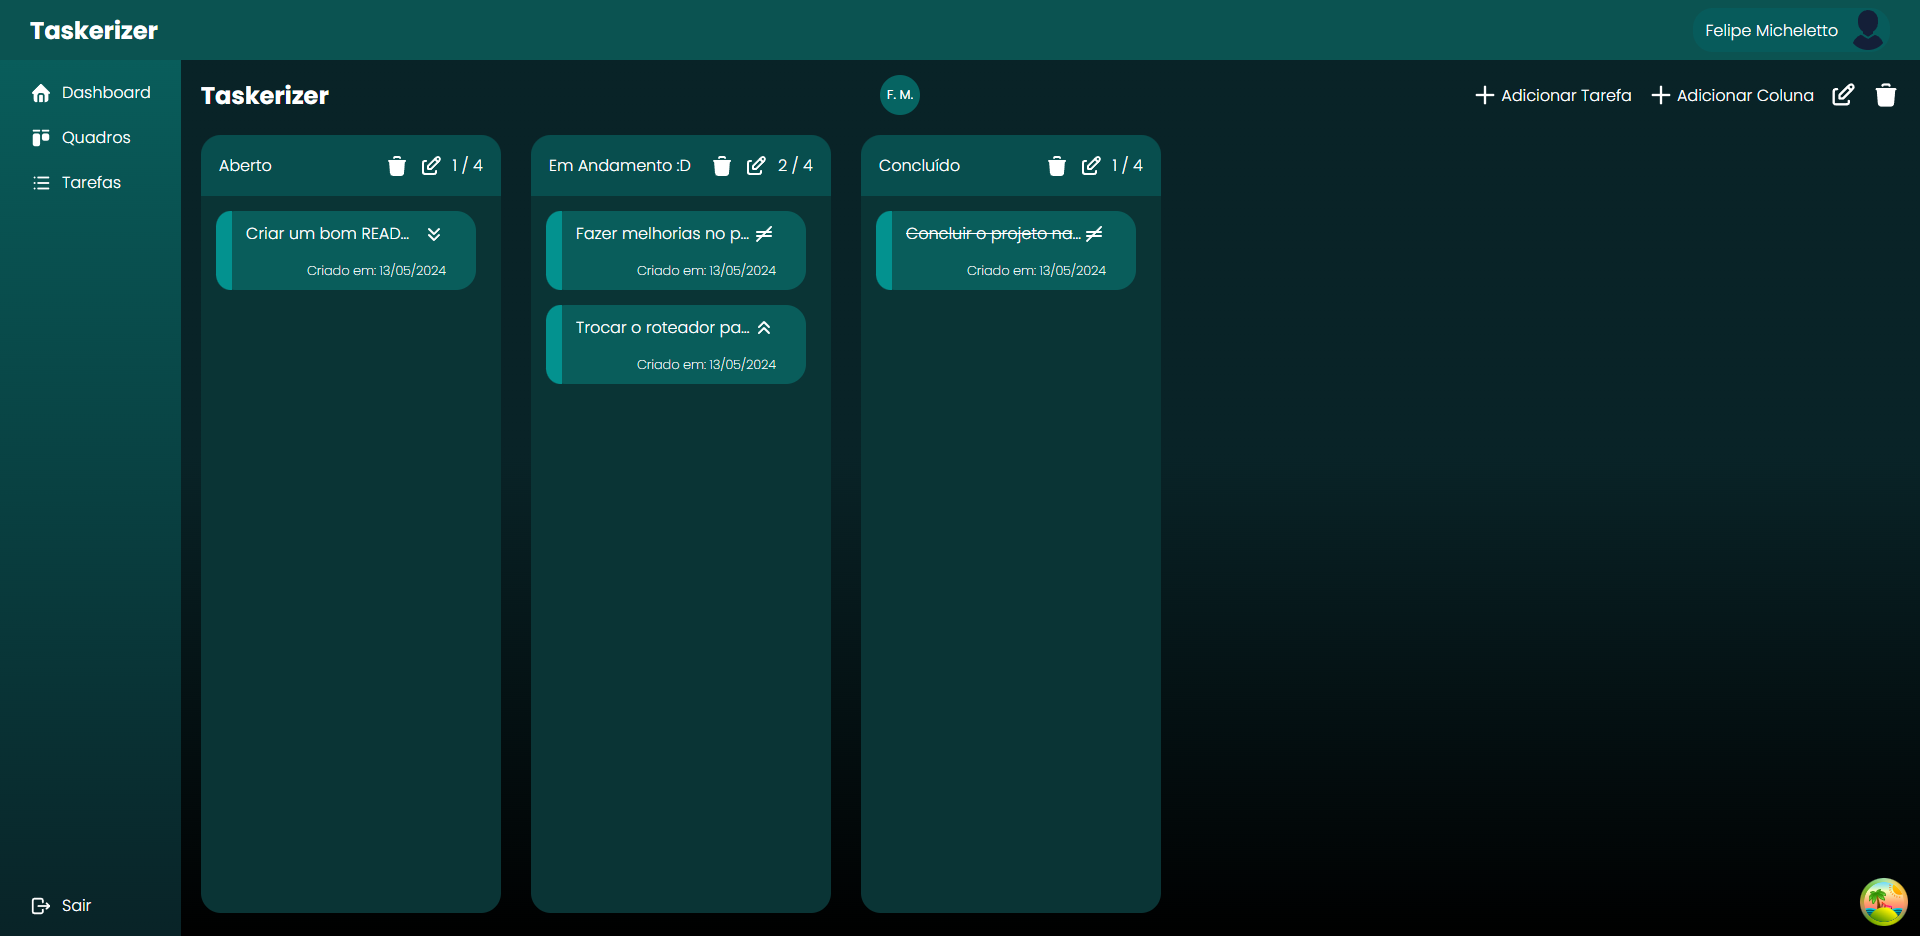 Taskerizer
Felipe Micheletto
Dashboard
Quadros
Tarefas
Sair
Taskerizer
F. M.
Adicionar Tarefa
Adicionar Coluna
Aberto
1 / 4
Criar um bom READ...
Criado em: 13/05/2024
Em Andamento :D
2 / 4
Fazer melhorias no p...
Criado em: 13/05/2024
Trocar o roteador pa...
Criado em: 13/05/2024
Concluído
1 / 4
Concluir o projeto na...
Criado em: 13/05/2024